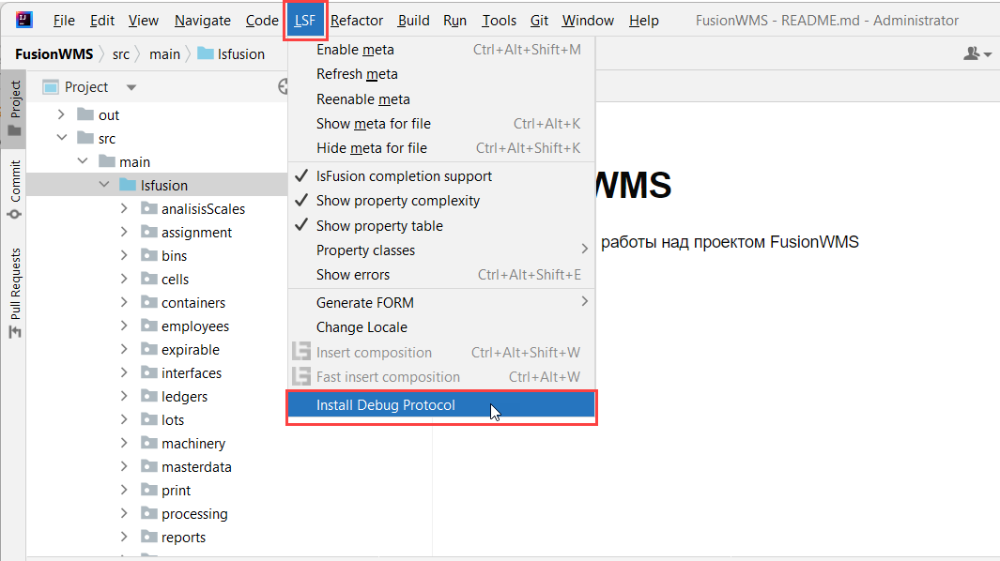 File Edit View Navigate Code LSF Refactor Build Run Tools Git Window Help FusionWMS - README.md - Administrator
FusionWMS src main lsfusion
Project
Commit
Pull Requests
Project
out
src
main
lsfusion
analisisScales
assignment
bins
cells
containers
employees
expirable
interfaces
ledgers
lots
machinery
masterdata
print
processing
reports
Enable meta Ctrl+Alt+Shift+M
Refresh meta
Reenable meta
Show meta for file Ctrl+Alt+K
Hide meta for file Ctrl+Alt+Shift+K
lsFusion completion support
Show property complexity
Show property table
Property classes
Show errors Ctrl+Alt+Shift+E
Generate FORM
Change Locale
Insert composition Ctrl+Alt+Shift+W
Fast insert composition Ctrl+Alt+W
Install Debug Protocol
WMS
работы над проектом FusionWMS